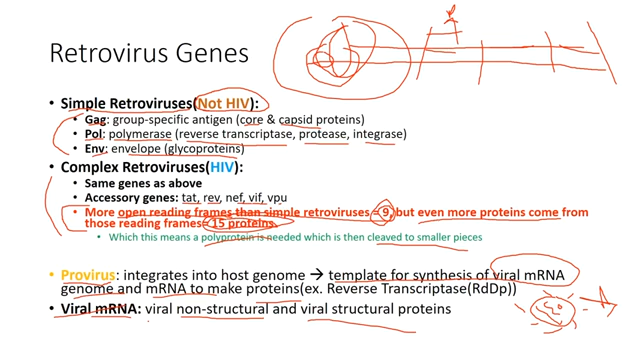 Retrovirus Genes
• Simple Retroviruses(Not HIV):
• Gag: group-specific antigen (core & capsid proteins)
• Pol: polymerase (reverse transcriptase, protease, integrase)
• Env: envelope (glycoproteins)
• Complex Retroviruses(HIV):
• Same genes as above
• Accessory genes: tat, rev, nef, vif, vpu
• More open reading frames than simple retroviruses = 9, but even more proteins come from
those reading frames = 15 proteins
• Which this means a polyprotein is needed which is then cleaved to smaller pieces
• Provirus: integrates into host genome → template for synthesis of viral mRNA
genome and mRNA to make proteins(ex. Reverse Transcriptase(RdDp))
• Viral mRNA: viral non-structural and viral structural proteins